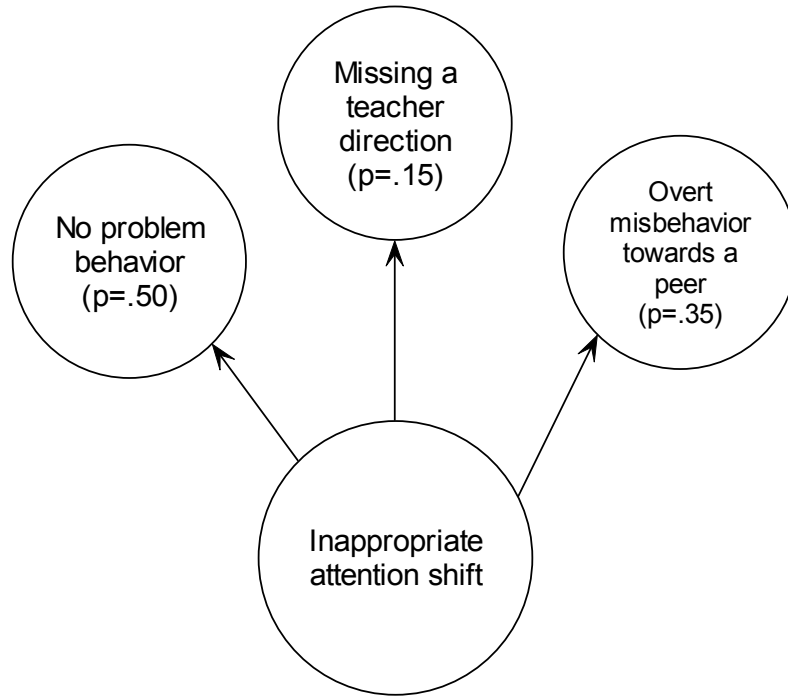 Missing a
teacher
direction
(p=.15)
No problem
behavior
(p=.50)
Overt
misbehavior
towards a
peer
(p=.35)
Inappropriate
attention shift